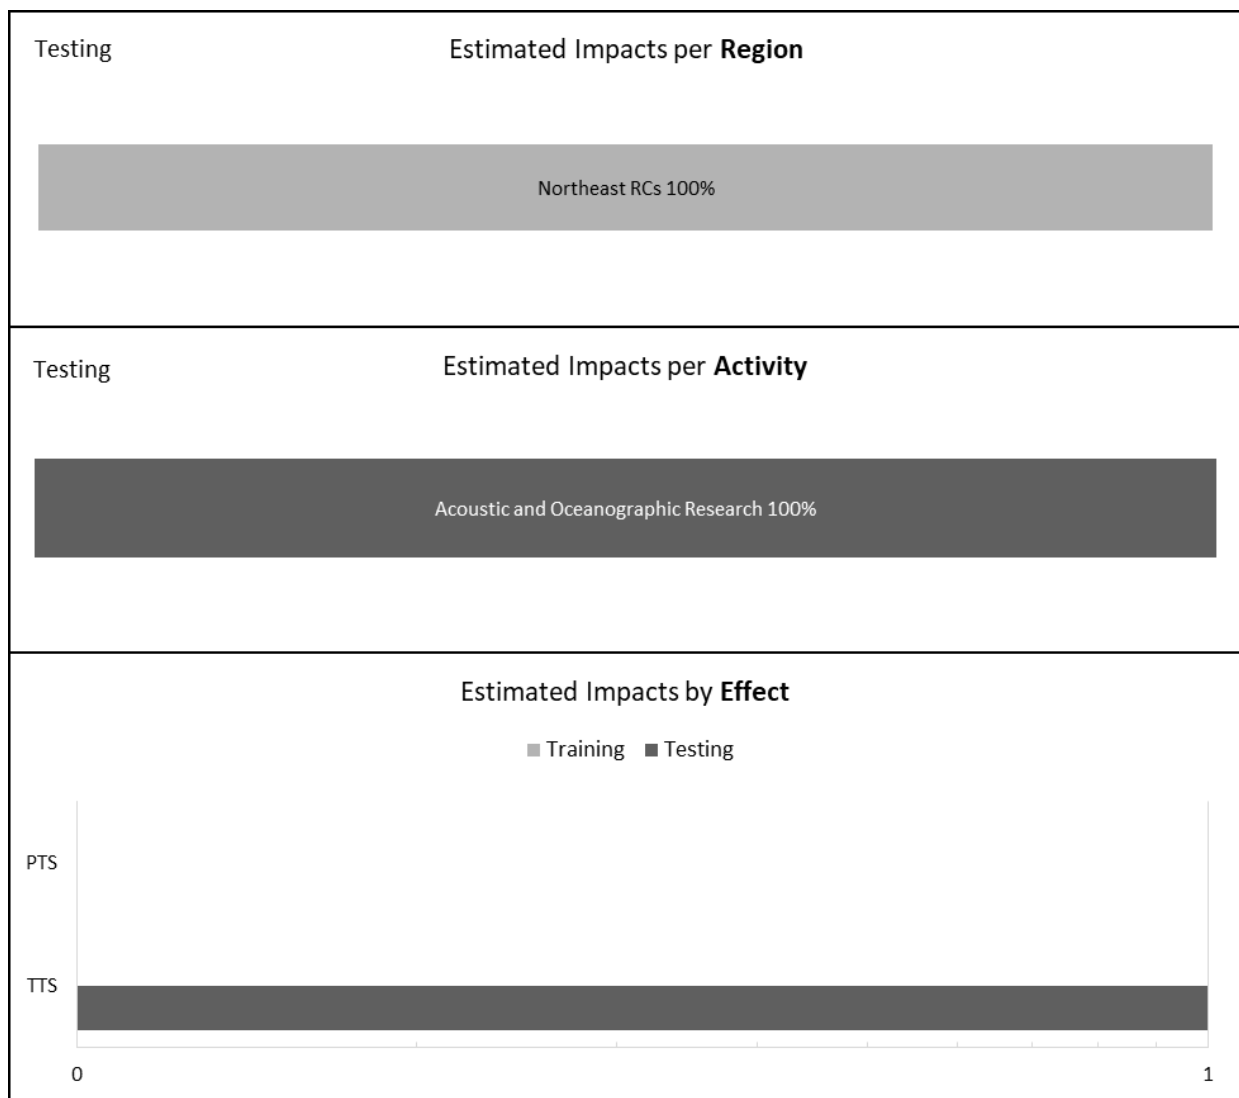 Testing
Estimated Impacts per Region
Northeast RCs 100%
Testing
Estimated Impacts per Activity
Acoustic and Oceanographic Research 100%
Estimated Impacts by Effect
Training Testing
PTS
TTS
0 1